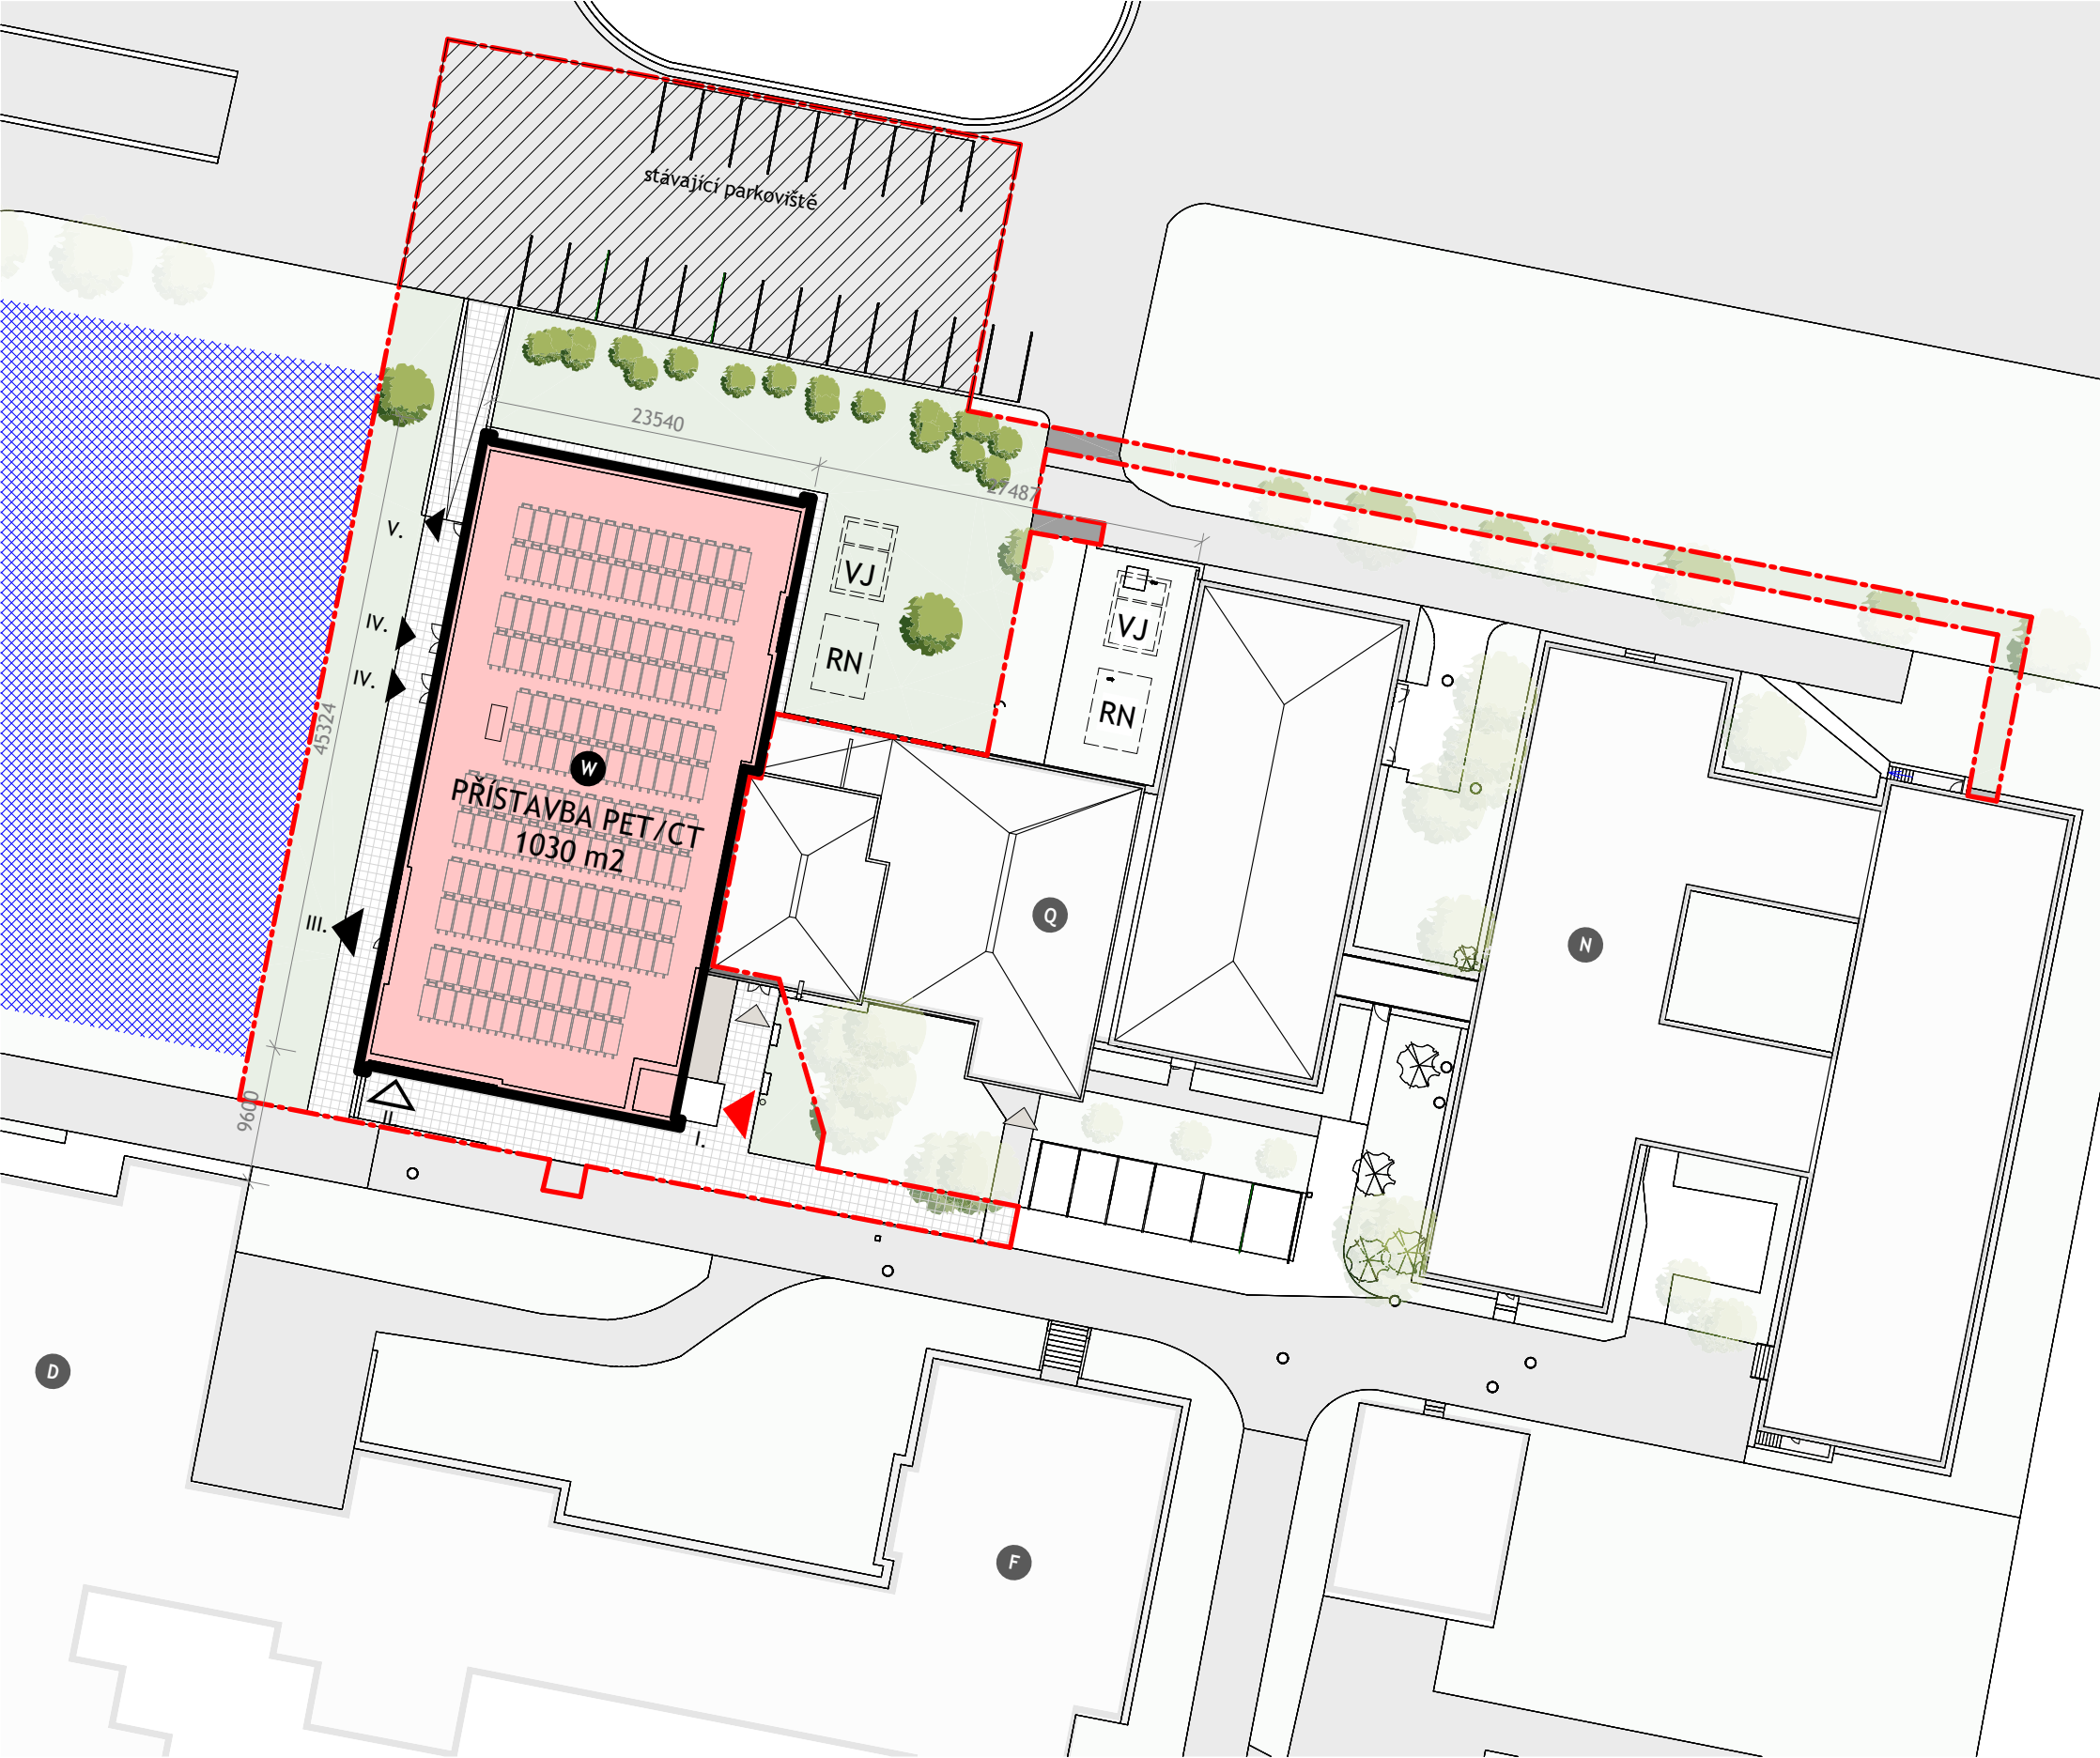 stávající parkoviště
23540
27487
V.
VJ
IV.
VJ
RN
IV.
RN
45324
W
PŘÍSTAVBA PET/CT
1030 m2
III.
Q
N
9600
II.
I.
D
F